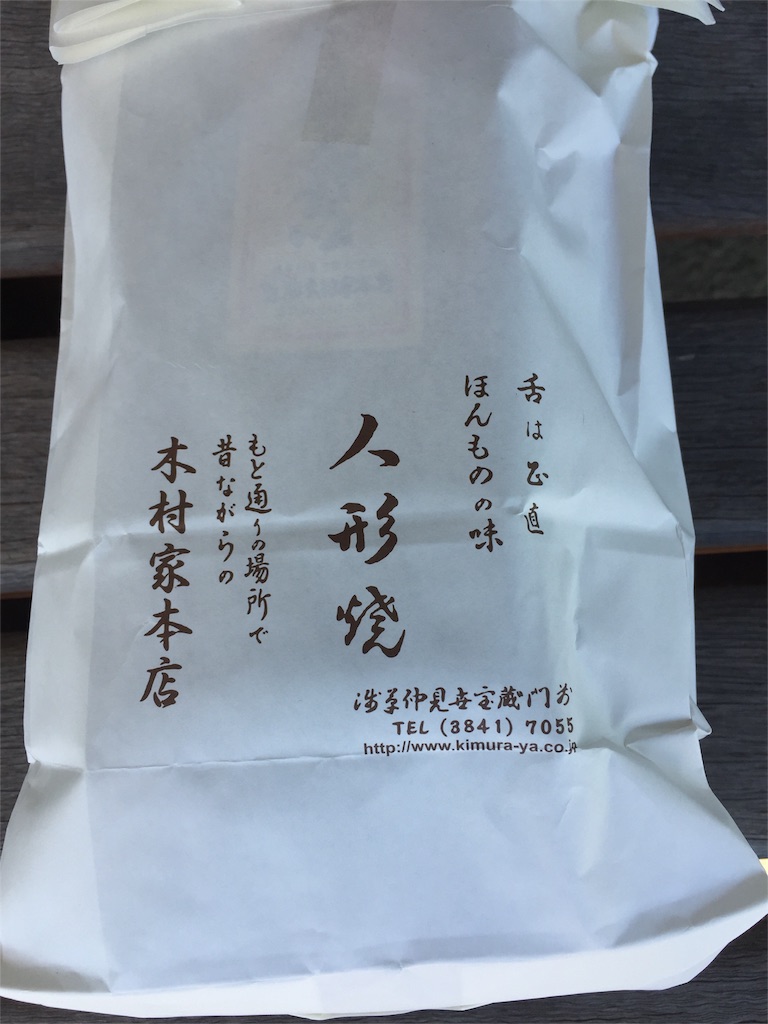 舌は正直
ほんものの味
人形焼
もと通りの場所で
昔ながらの
木村家本店
浅草仲見世宝蔵門前
TEL (3841) 7055
http://www.kimura-ya.co.jp